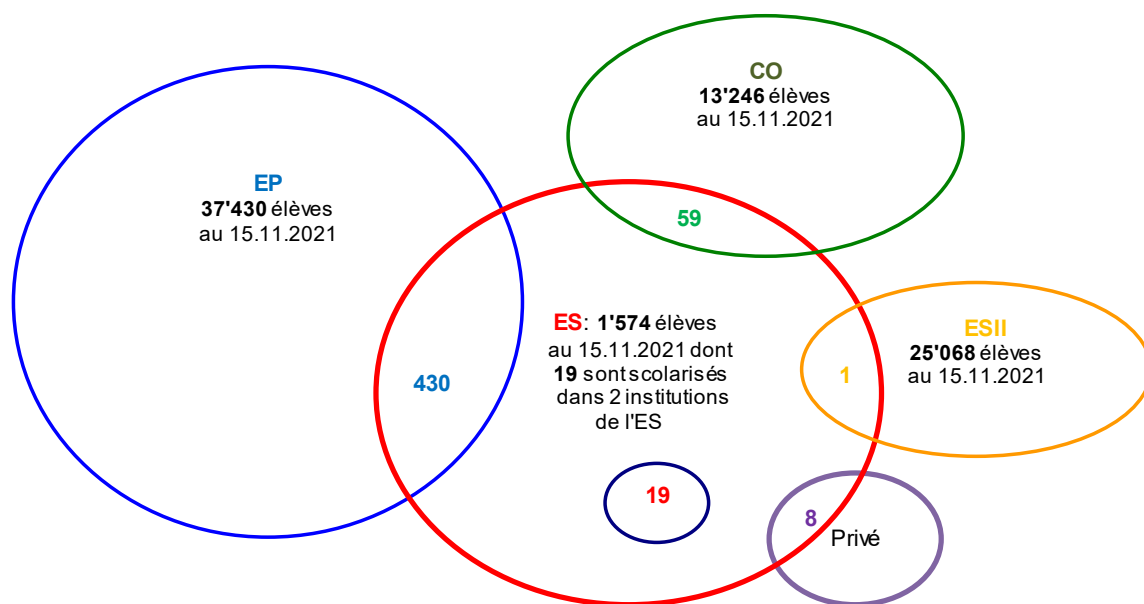 CO
13'246 élèves
au 15.11.2021
EP
37'430 élèves
au 15.11.2021
59
ES: 1'574 élèves
au 15.11.2021 dont
19 sont scolarisés
dans 2 institutions
de l'ES
ESII
25'068 élèves
au 15.11.2021
430
1
19
8
Privé